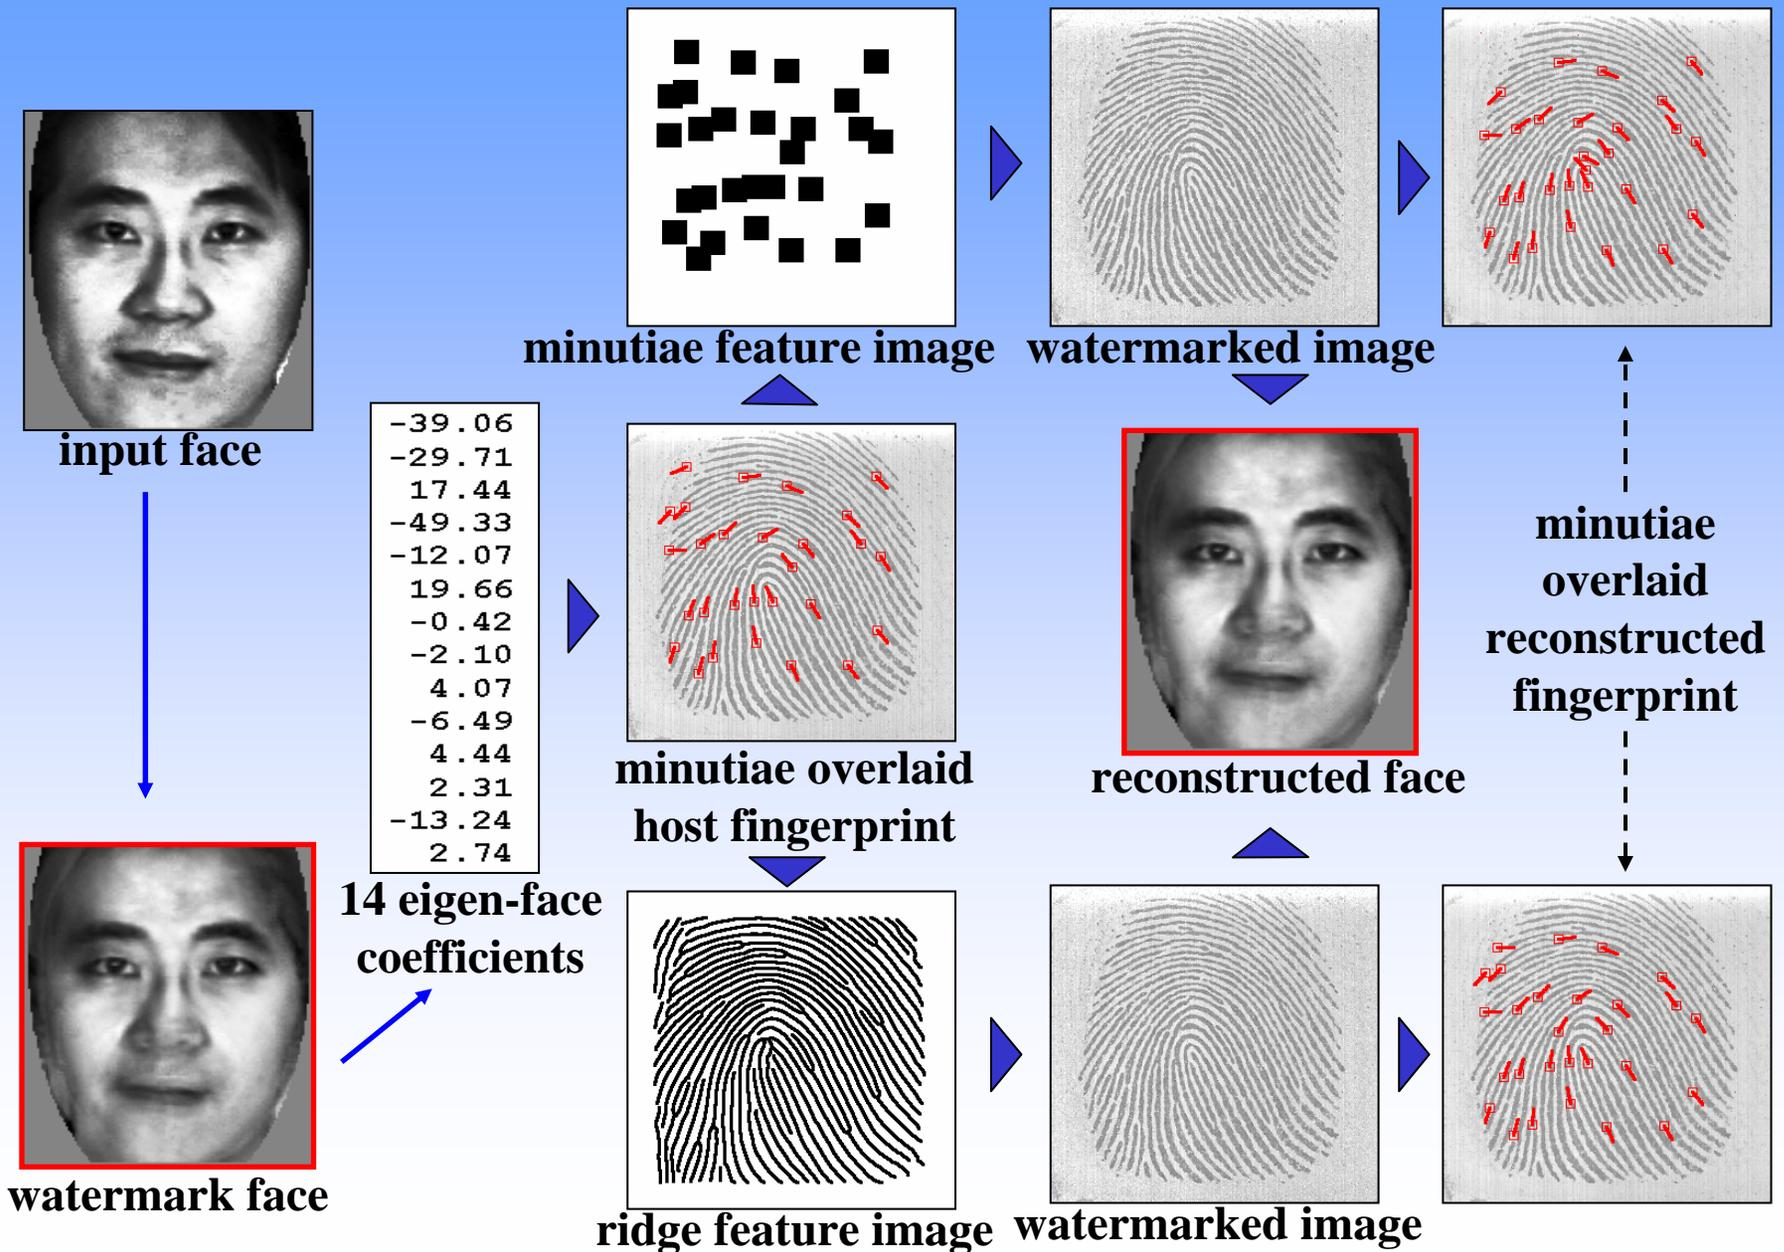 minutiae feature image
watermarked image
input face
-39.06
-29.71
17.44
-49.33
-12.07
19.66
-0.42
-2.10
4.07
-6.49
4.44
2.31
-13.24
2.74
14 eigen-face
coefficients
minutiae overlaid
host fingerprint
reconstructed face
minutiae
overlaid
reconstructed
fingerprint
watermark face
ridge feature image
watermarked image